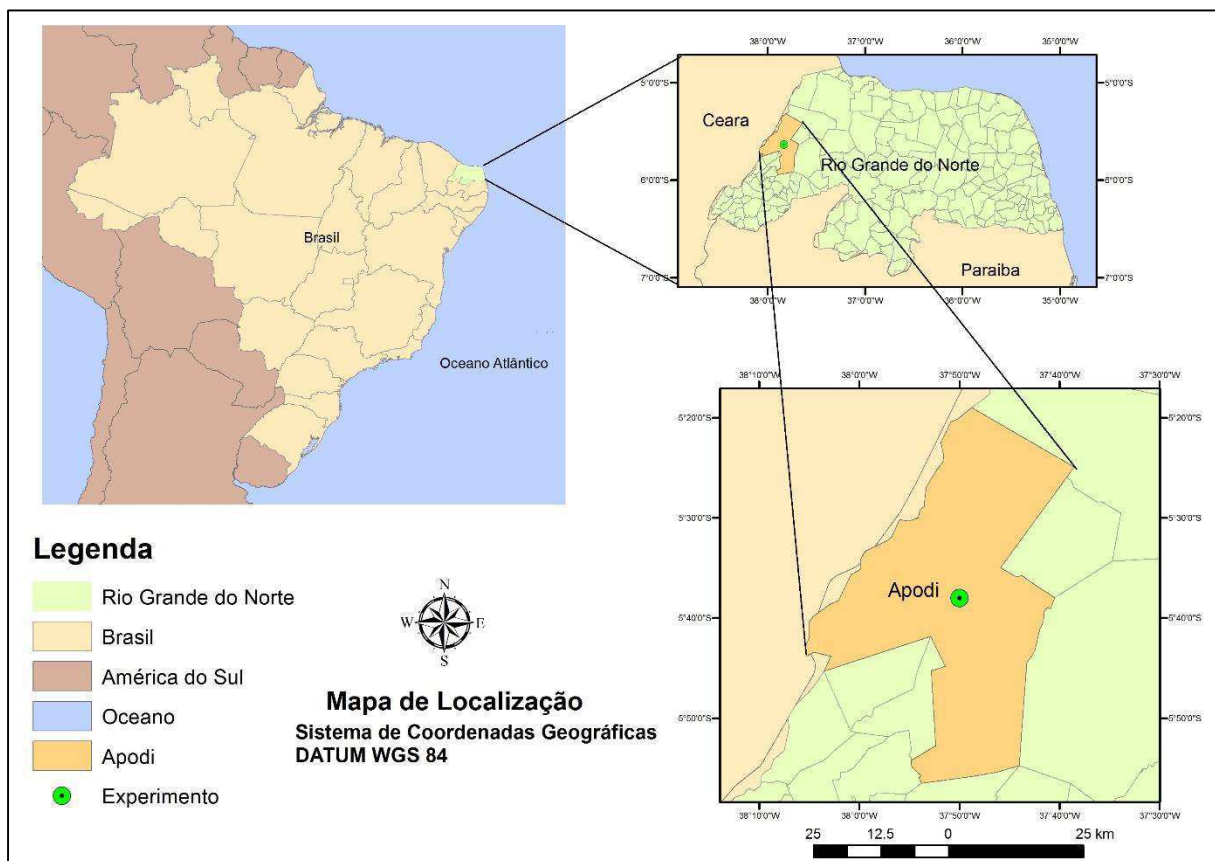 Brasil
Oceano Atlântico
38°0'0"W 37°0'0"W 36°0'0"W 35°0'0"W
5°0'0"S 5°0'0"S
Ceara
Rio Grande do Norte
6°0'0"S 6°0'0"S
Paraiba
7°0'0"S 7°0'0"S
38°0'0"W 37°0'0"W 36°0'0"W 35°0'0"W
38°10'0"W 38°0'0"W 37°50'0"W 37°40'0"W 37°30'0"W
5°20'0"S 5°20'0"S
5°30'0"S 5°30'0"S
Apodi
5°40'0"S 5°40'0"S
5°50'0"S 5°50'0"S
38°10'0"W 38°0'0"W 37°50'0"W 37°40'0"W 37°30'0"W
25 12.5 0 25 km
Legenda
Rio Grande do Norte
Brasil
América do Sul
Oceano
Apodi
Experimento
N
W E
S
Mapa de Localização
Sistema de Coordenadas Geográficas
DATUM WGS 84